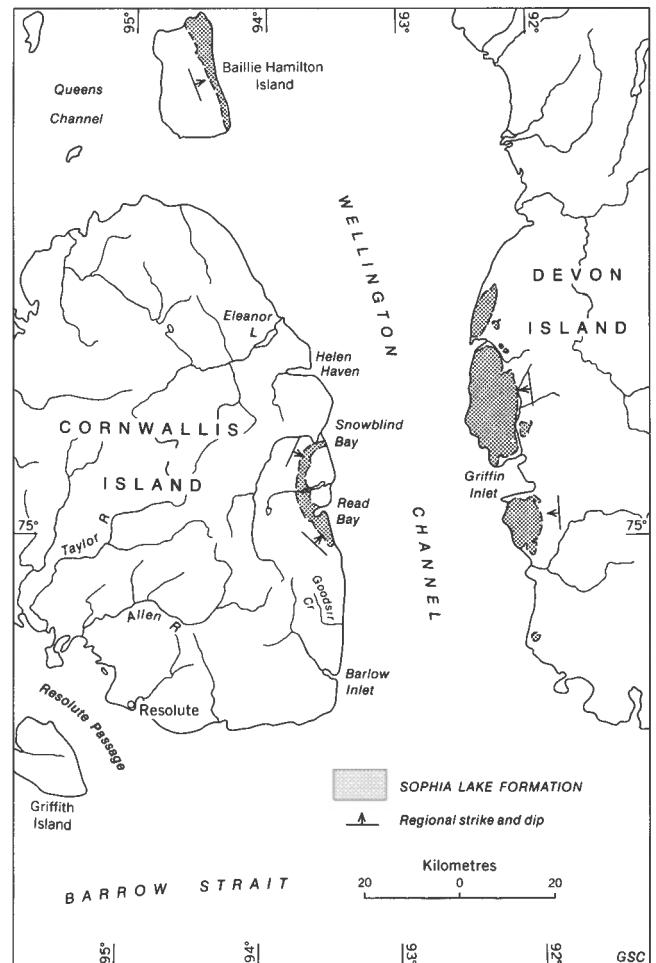 95°
94°
93°
92°
Baillie Hamilton
Island
Queens
Channel
WELLINGTON
CHANNEL
DEVON
ISLAND
Eleanor
L
Helen
Haven
CORNWALLIS
ISLAND
Snowblind
Bay
Griffin
Inlet
Read
Bay
75°
75°
Taylor R
Goodsir
Cr
Allen R
Barlow
Inlet
Resolute
Resolute Passage
Griffith
Island
SOPHIA LAKE FORMATION
Regional strike and dip
Kilometres
20 0 20
BARROW STRAIT
95°
94°
93°
92°
GSC